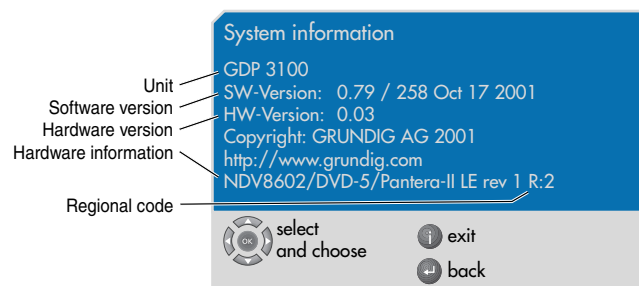 System information
GDP 3100
SW-Version: 0.79 / 258 Oct 17 2001
HW-Version: 0.03
Copyright: GRUNDIG AG 2001
http://www.grundig.com
NDV8602/DVD-5/Pantera-II LE rev 1 R:2
Unit
Software version
Hardware version
Hardware information
Regional code
OK
select
and choose
i exit
back